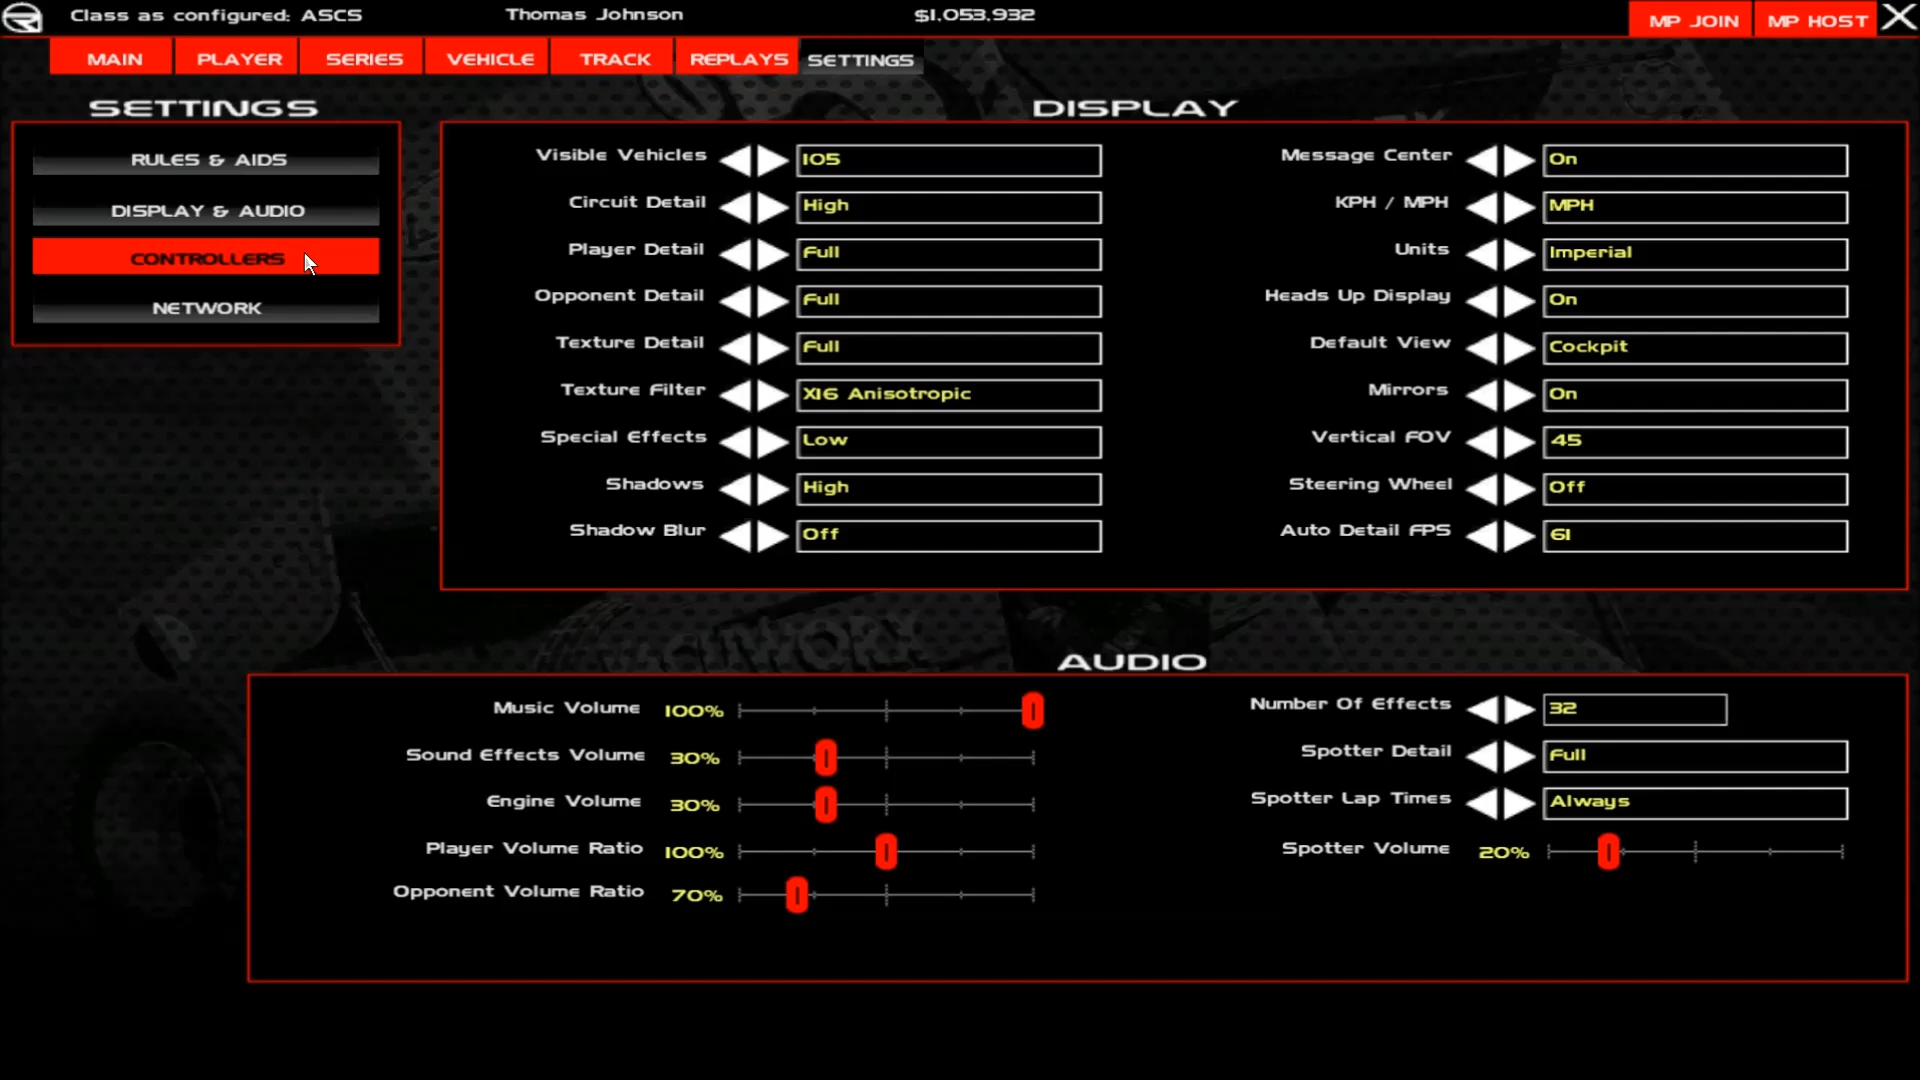 Class as configured: ASCS
Thomas Johnson
$1,053,932
MP JOIN
MP HOST
MAIN
PLAYER
SERIES
VEHICLE
TRACK
REPLAYS
SETTINGS
SETTINGS
RULES & AIDS
DISPLAY & AUDIO
CONTROLLERS
NETWORK
DISPLAY
Visible Vehicles 105
Circuit Detail High
Player Detail Full
Opponent Detail Full
Texture Detail Full
Texture Filter X16 Anisotropic
Special Effects Low
Shadows High
Shadow Blur Off
Message Center On
KPH / MPH MPH
Units Imperial
Heads Up Display On
Default View Cockpit
Mirrors On
Vertical FOV 45
Steering Wheel Off
Auto Detail FPS 61
AUDIO
Music Volume 100%
Sound Effects Volume 30%
Engine Volume 30%
Player Volume Ratio 100%
Opponent Volume Ratio 70%
Number Of Effects 32
Spotter Detail Full
Spotter Lap Times Always
Spotter Volume 20%